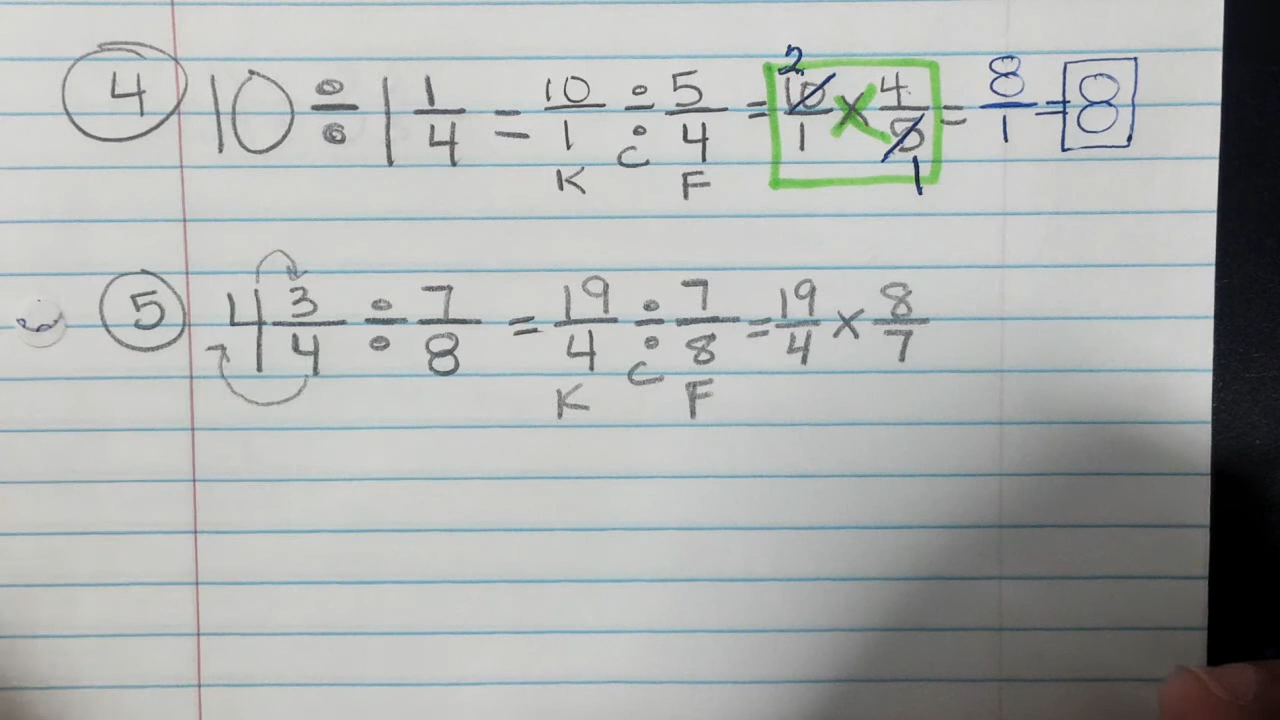 4 10 ÷ 1 1/4 = 10/1 ÷ 5/4 = 10/1 × 4/5 = 8/1 = 8
2
K C F 1
5 4 3/4 ÷ 7/8 = 19/4 ÷ 7/8 = 19/4 × 8/7
K C F